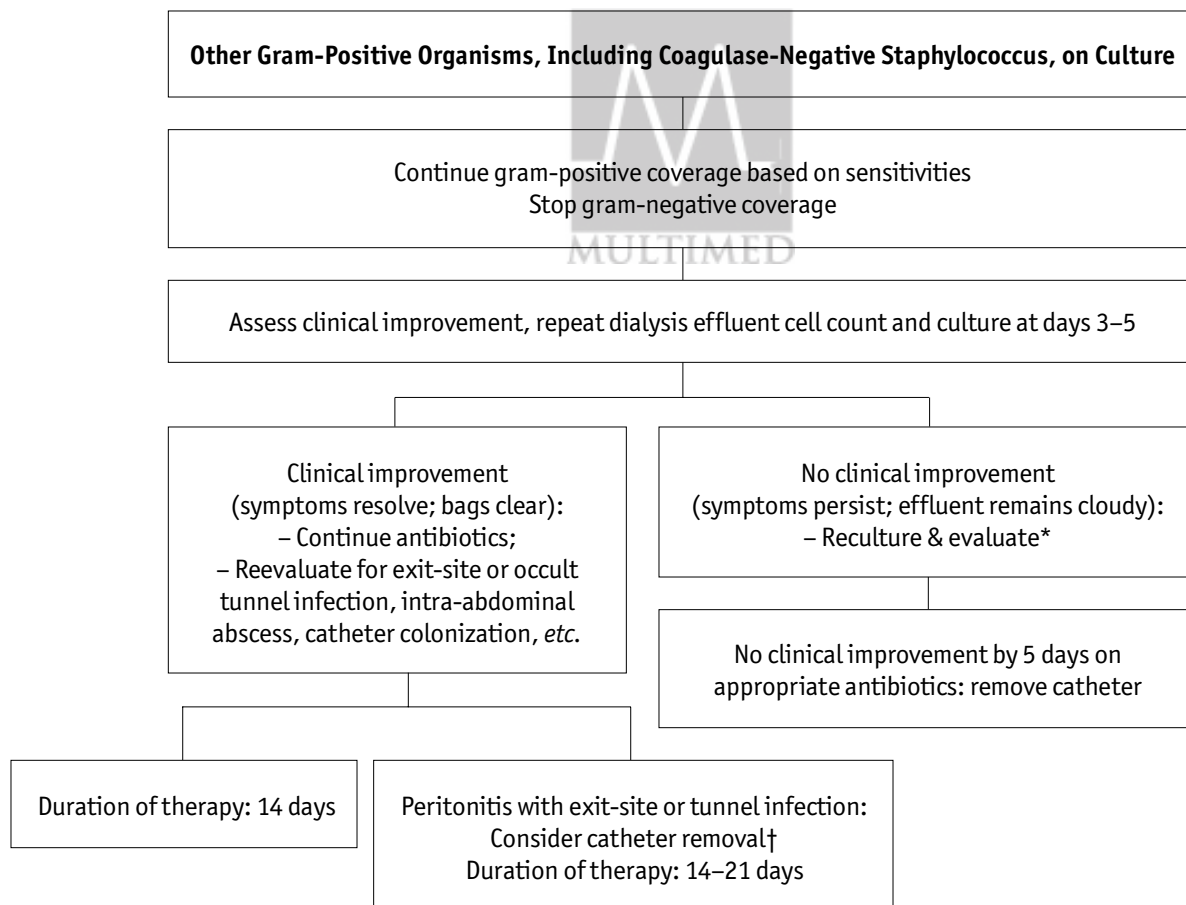 Other Gram-Positive Organisms, Including Coagulase-Negative Staphylococcus, on Culture
Continue gram-positive coverage based on sensitivities
Stop gram-negative coverage
MULTIMED
Assess clinical improvement, repeat dialysis effluent cell count and culture at days 3–5
Clinical improvement
(symptoms resolve; bags clear):
– Continue antibiotics;
– Reevaluate for exit-site or occult
tunnel infection, intra-abdominal
abscess, catheter colonization, etc.
No clinical improvement
(symptoms persist; effluent remains cloudy):
– Reculture & evaluate*
No clinical improvement by 5 days on
appropriate antibiotics: remove catheter
Duration of therapy: 14 days
Peritonitis with exit-site or tunnel infection:
Consider catheter removal†
Duration of therapy: 14–21 days